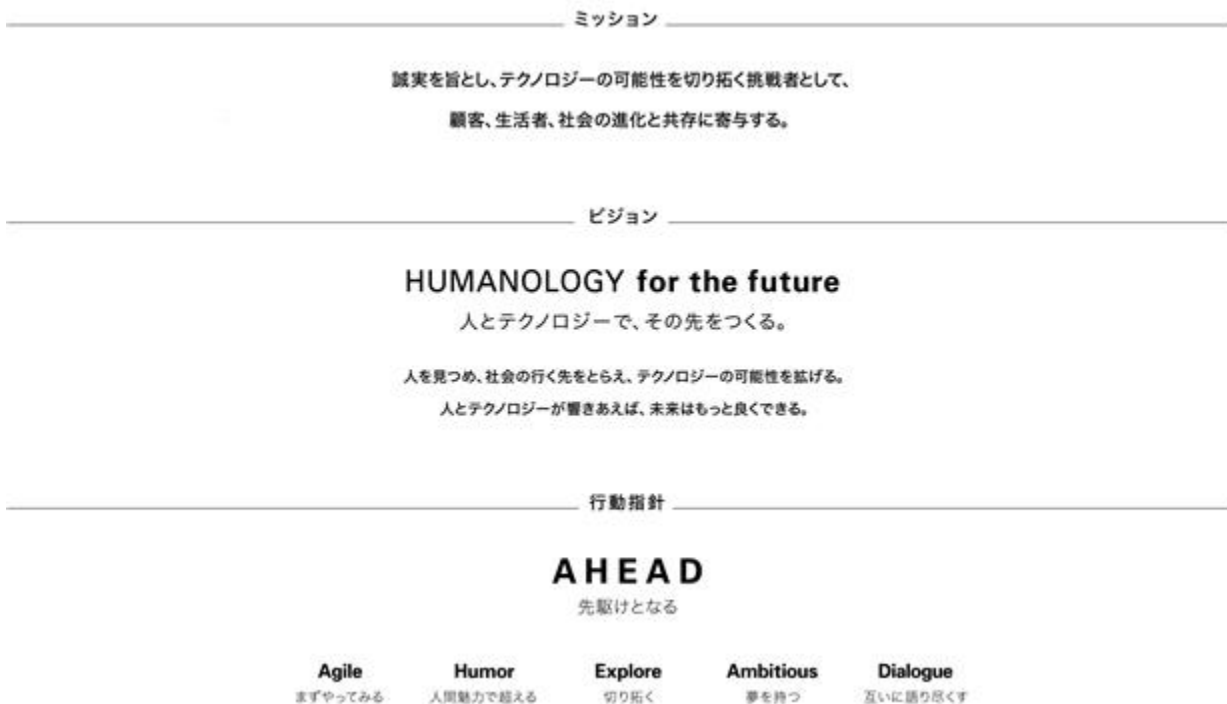 ミッション
誠実を旨とし、テクノロジーの可能性を切り拓く挑戦者として、
顧客、生活者、社会の進化と共存に寄与する。
ビジョン
HUMANOLOGY for the future
人とテクノロジーで、その先をつくる。
人を見つめ、社会の行く先をとらえ、テクノロジーの可能性を拡げる。
人とテクノロジーが響きあえば、未来はもっと良くできる。
行動指針
AHEAD
先駆けとなる
Agile Humor Explore Ambitious Dialogue
まずやってみる 人間魅力で超える 切り拓く 夢を持つ 互いに語り尽くす